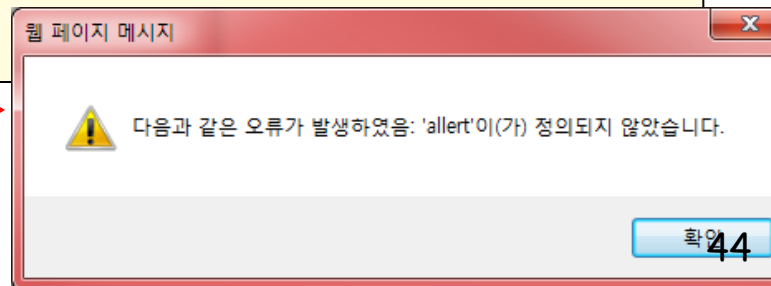 웹 페이지 메시지
다음과 같은 오류가 발생하였음: 'allert'이(가) 정의되지 않았습니다.
확인
44